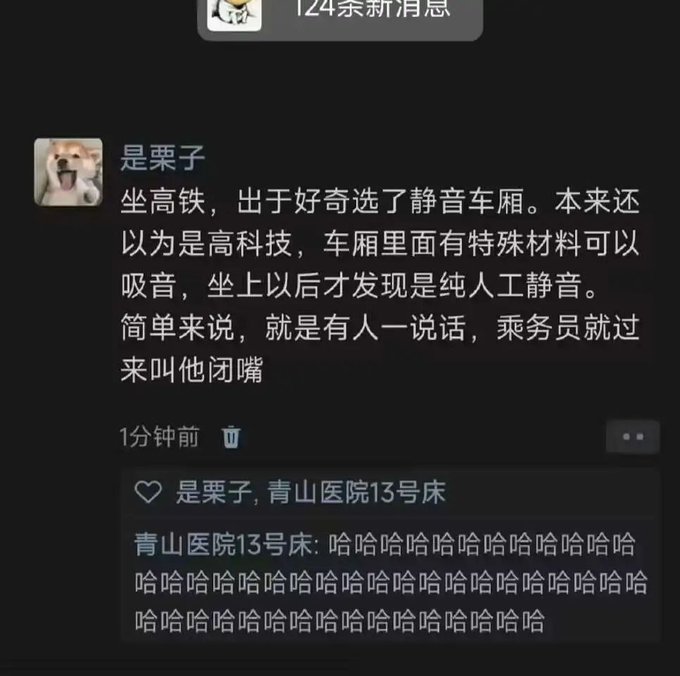 124条新消息
是栗子
坐高铁，出于好奇选了静音车厢。本来还
以为是高科技，车厢里面有特殊材料可以
吸音，坐上以后才发现是纯人工静音。
简单来说，就是有人一说话，乘务员就过
来叫他闭嘴
1分钟前
是栗子, 青山医院13号床
青山医院13号床: 哈哈哈哈哈哈哈哈哈哈哈哈
哈哈哈哈哈哈哈哈哈哈哈哈哈哈哈哈哈哈哈哈
哈哈哈哈哈哈哈哈哈哈哈哈哈哈哈哈